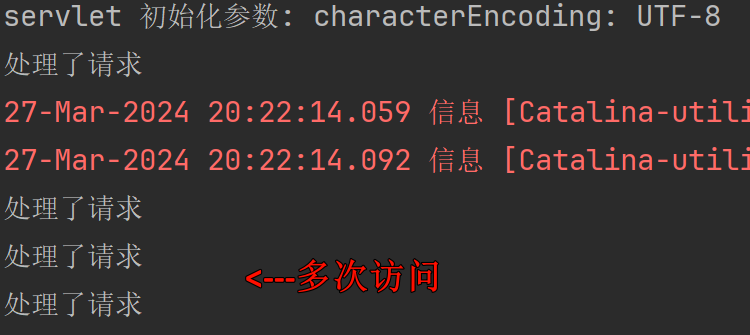 servlet 初始化参数: characterEncoding: UTF-8
处理了请求
27-Mar-2024 20:22:14.059 信息 [Catalina-utili
27-Mar-2024 20:22:14.092 信息 [Catalina-utili
处理了请求
处理了请求
<---多次访问
处理了请求